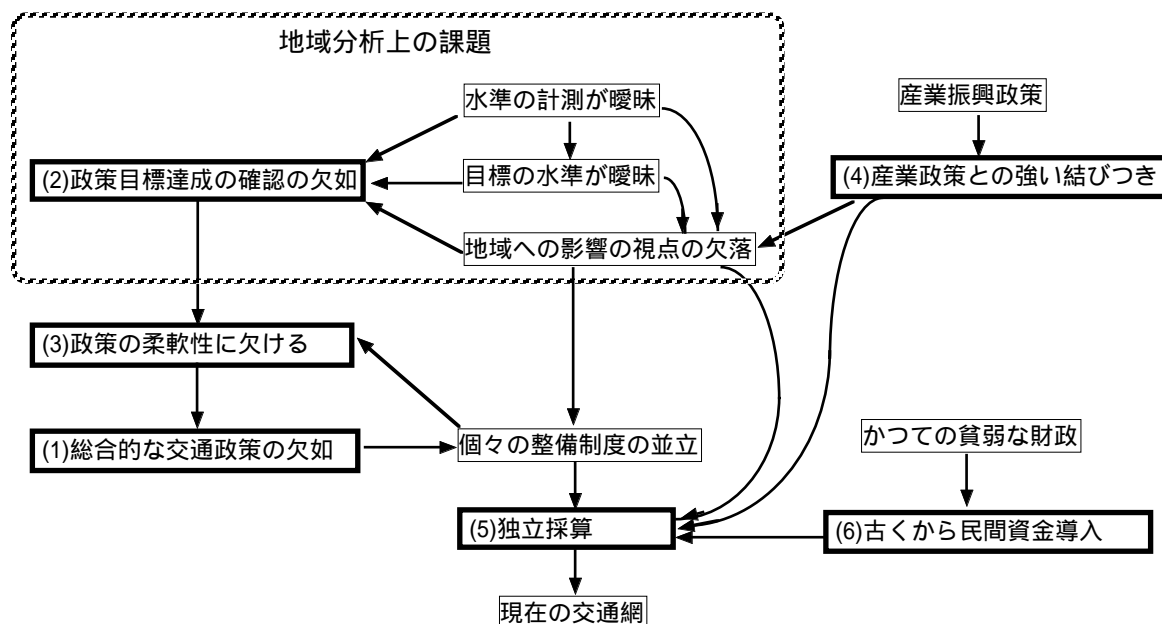 地域分析上の課題
水準の計測が曖昧
産業振興政策
(2)政策目標達成の確認の欠如
目標の水準が曖昧
(4)産業政策との強い結びつき
地域への影響の視点の欠落
(3)政策の柔軟性に欠ける
(1)総合的な交通政策の欠如
個々の整備制度の並立
かつての貧弱な財政
(5)独立採算
(6)古くから民間資金導入
現在の交通網